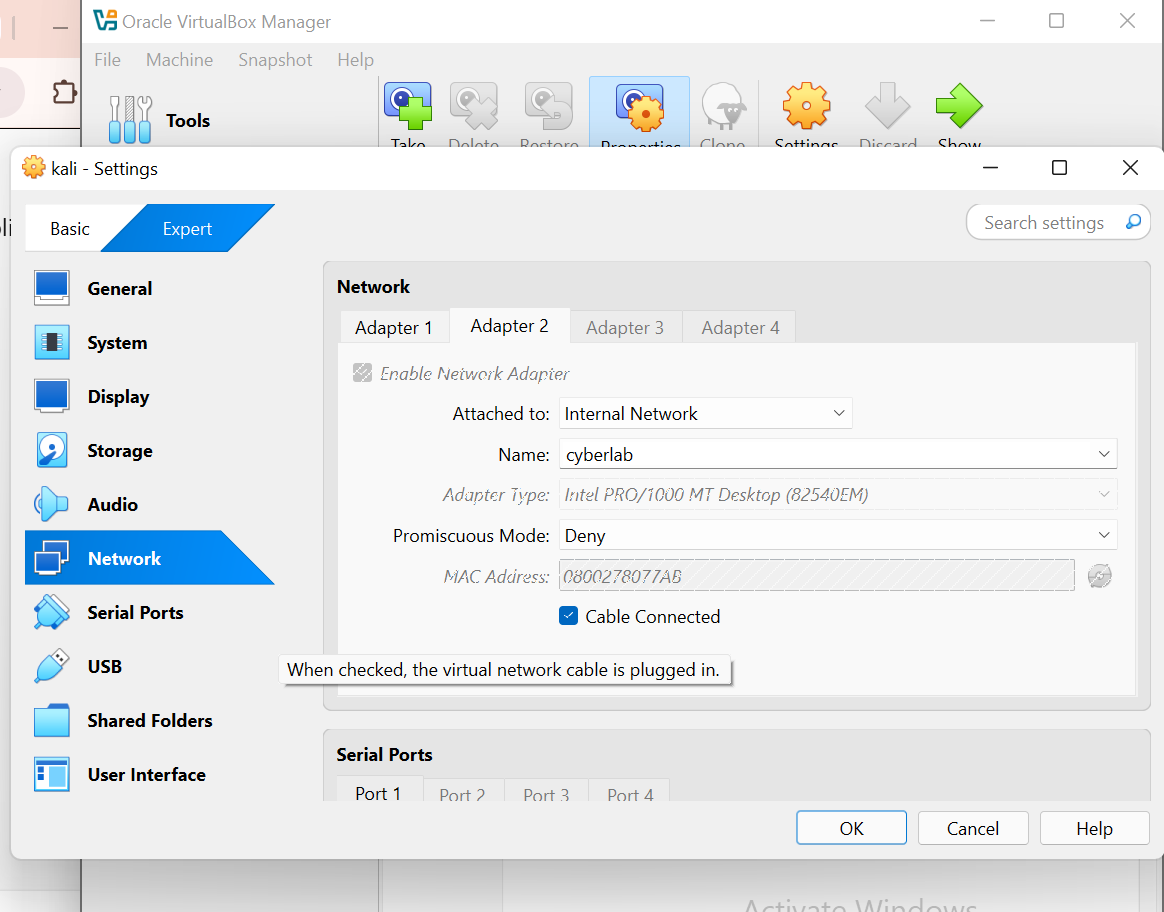 Oracle VirtualBox Manager
File Machine Snapshot Help
Tools
Take Delete Restore Properties Clone Settings Discard Show
kali - Settings
Basic Expert
Search settings
General
System
Display
Storage
Audio
Network
Serial Ports
USB
Shared Folders
User Interface
Network
Adapter 1 Adapter 2 Adapter 3 Adapter 4
Enable Network Adapter
Attached to: Internal Network
Name: cyberlab
Adapter Type: Intel PRO/1000 MT Desktop (82540EM)
Promiscuous Mode: Deny
MAC Address: 0800278077AB
Cable Connected
When checked, the virtual network cable is plugged in.
Serial Ports
Port 1 Port 2 Port 3 Port 4
OK Cancel Help
Activate Windows